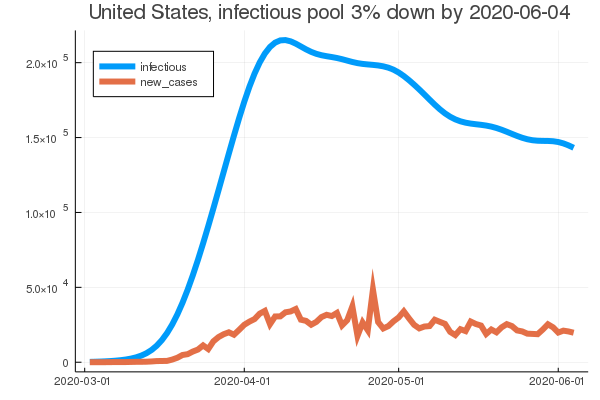 United States, infectious pool 3% down by 2020-06-04
2.0×10 5
infectious
new_cases
1.5×10 5
1.0×10 5
5.0×10 4
0
2020-03-01 2020-04-01 2020-05-01 2020-06-01